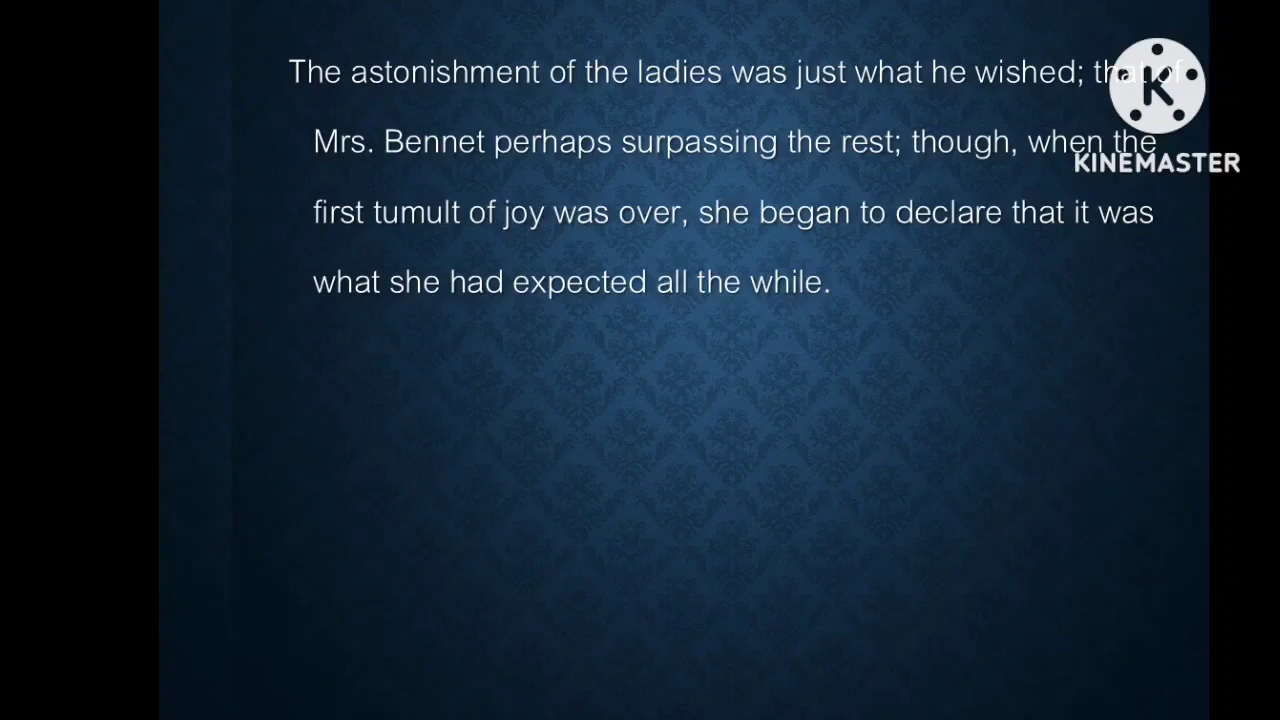 The astonishment of the ladies was just what he wished; that of
Mrs. Bennet perhaps surpassing the rest; though, when the
first tumult of joy was over, she began to declare that it was
what she had expected all the while.
K
KINEMASTER